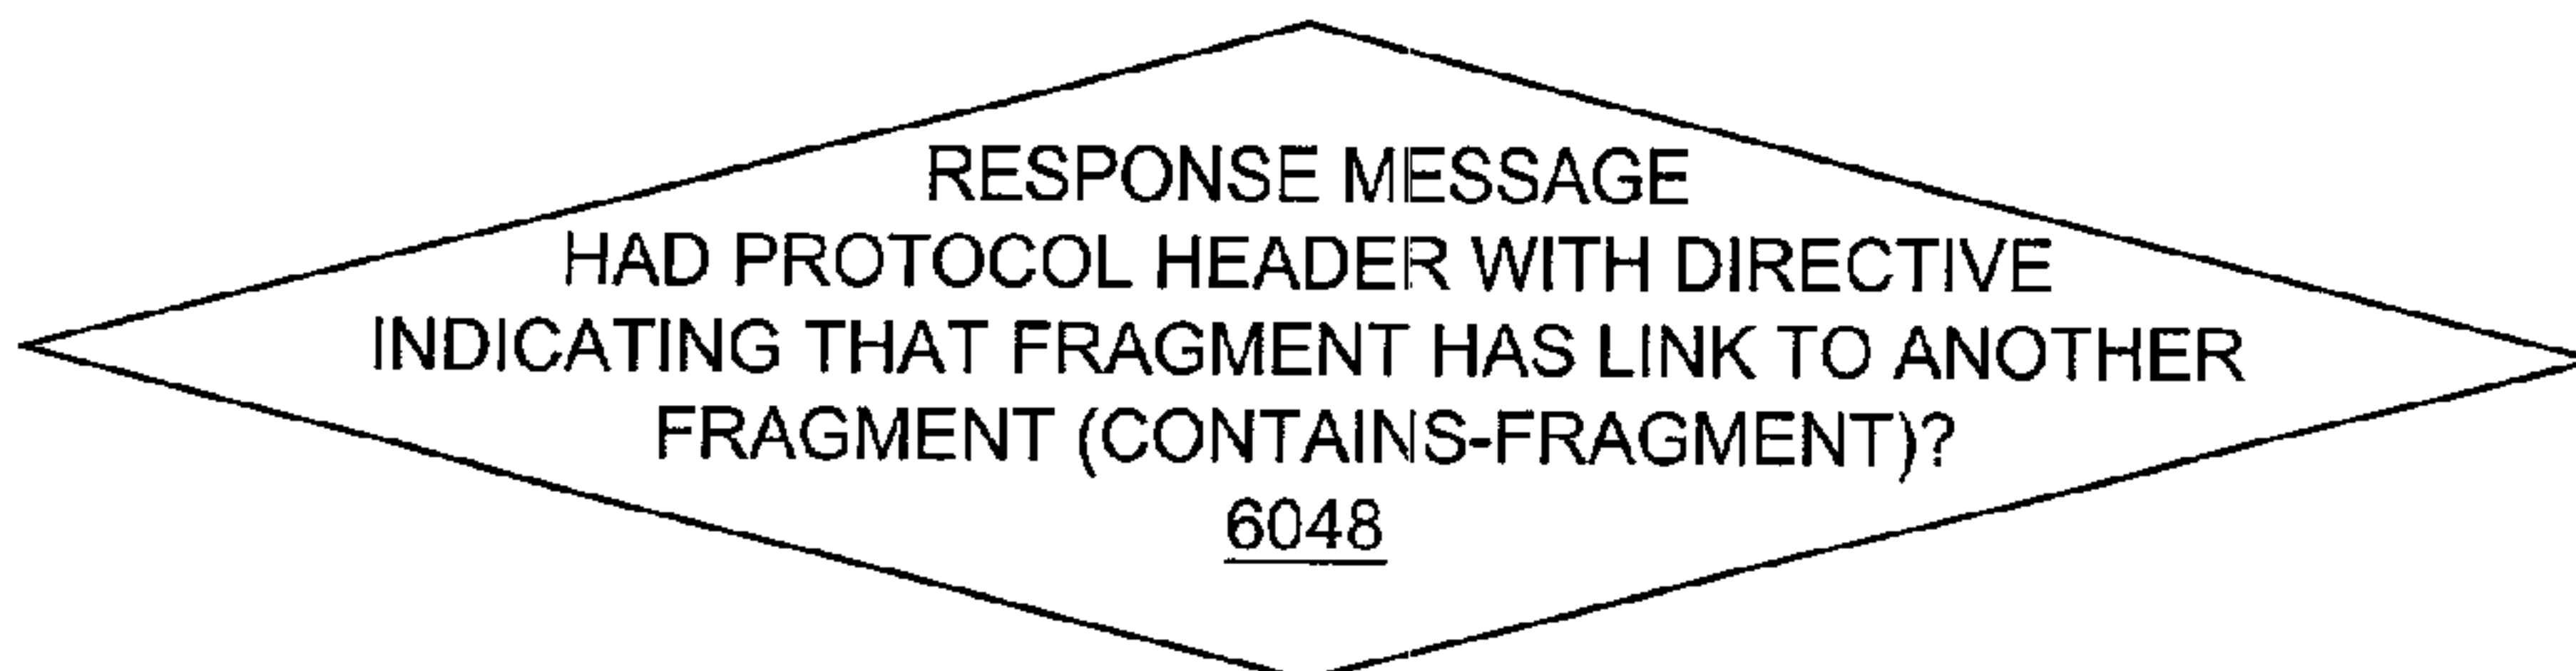 RESPONSE MESSAGE
HAD PROTOCOL HEADER WITH DIRECTIVE
INDICATING THAT FRAGMENT HAS LINK TO ANOTHER
FRAGMENT (CONTAINS-FRAGMENT)?
6048